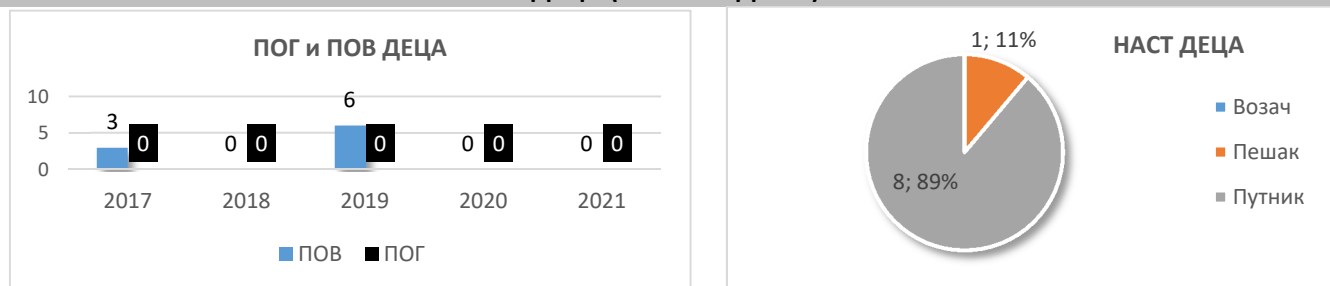 ПОГ и ПОВ ДЕЦА
10
5
0
3 0 0 0 6 0 0 0 0 0
2017 2018 2019 2020 2021
ПОВ ПОГ
НАСТ ДЕЦА
1; 11%
8; 89%
Возач
Пешак
Путник